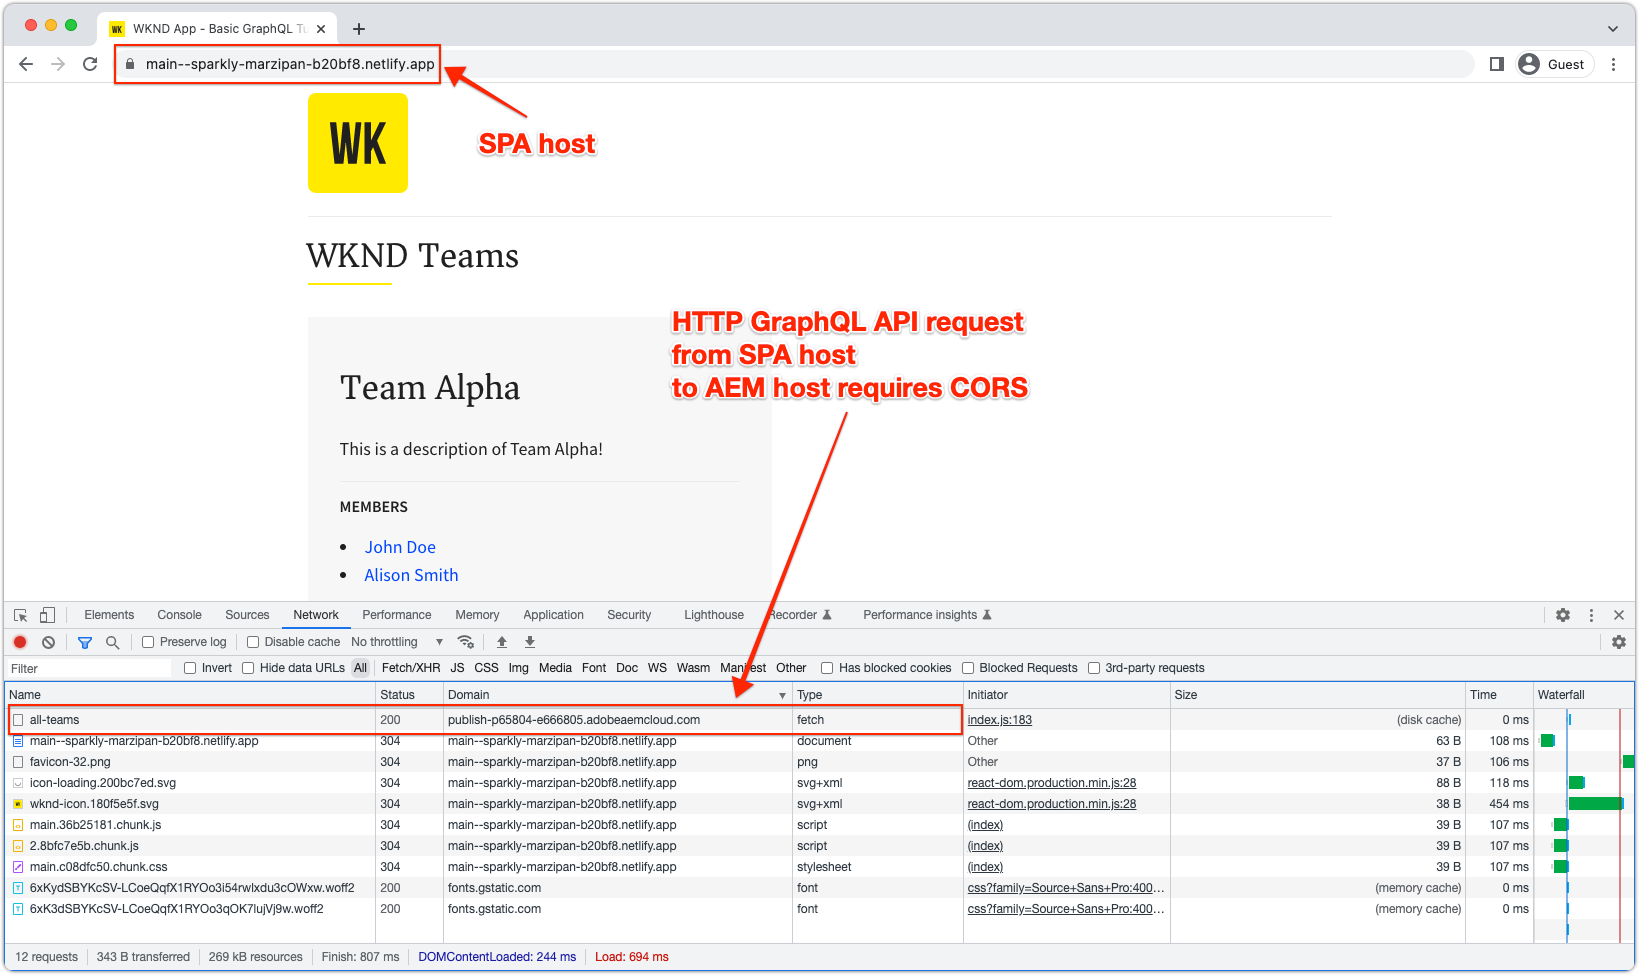 WK WKND App - Basic GraphQL Tu
main--sparkly-marzipan-b20bf8.netlify.app
Guest
WK
SPA host
WKND Teams
HTTP GraphQL API request
from SPA host
to AEM host requires CORS
Team Alpha
This is a description of Team Alpha!
MEMBERS
John Doe
Alison Smith
Elements Console Sources Network Performance Memory Application Security Lighthouse Recorder Performance insights
Preserve log Disable cache No throttling
Filter Invert Hide data URLs All Fetch/XHR JS CSS Img Media Font Doc WS Wasm Manifest Other Has blocked cookies Blocked Requests 3rd-party requests
Name Status Domain Type Initiator Size Time Waterfall
all-teams 200 publish-p65804-e666805.adobeaemcloud.com fetch index.js:183 (disk cache) 0 ms
main--sparkly-marzipan-b20bf8.netlify.app 304 main--sparkly-marzipan-b20bf8.netlify.app document Other 63 B 108 ms
favicon-32.png 304 main--sparkly-marzipan-b20bf8.netlify.app png Other 37 B 106 ms
icon-loading.200bc7ed.svg 304 main--sparkly-marzipan-b20bf8.netlify.app svg+xml react-dom.production.min.js:28 88 B 118 ms
wknd-icon.180f5e5f.svg 304 main--sparkly-marzipan-b20bf8.netlify.app svg+xml react-dom.production.min.js:28 38 B 454 ms
main.36b25181.chunk.js 304 main--sparkly-marzipan-b20bf8.netlify.app script (index) 39 B 107 ms
2.8bfc7e5b.chunk.js 304 main--sparkly-marzipan-b20bf8.netlify.app script (index) 39 B 107 ms
main.c08dfc50.chunk.css 304 main--sparkly-marzipan-b20bf8.netlify.app stylesheet (index) 39 B 107 ms
6xKydSBYKcSV-LCoeQqfX1RYOo3i54rwlxdu3cOWxw.woff2 200 fonts.gstatic.com font css?family=Source+Sans+Pro:400... (memory cache) 0 ms
6xK3dSBYKcSV-LCoeQqfX1RYOo3qOK7lujVj9w.woff2 200 fonts.gstatic.com font css?family=Source+Sans+Pro:400... (memory cache) 0 ms
12 requests 343 B transferred 269 kB resources Finish: 807 ms DOMContentLoaded: 244 ms Load: 694 ms